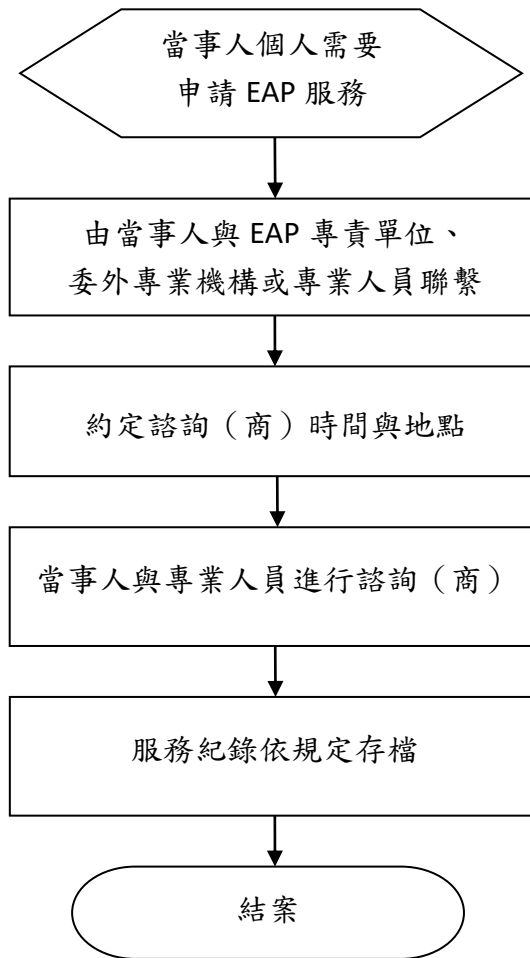 當事人個人需要
申請 EAP 服務
由當事人與 EAP 專責單位、
委外專業機構或專業人員聯繫
約定諮詢（商）時間與地點
當事人與專業人員進行諮詢（商）
服務紀錄依規定存檔
結案